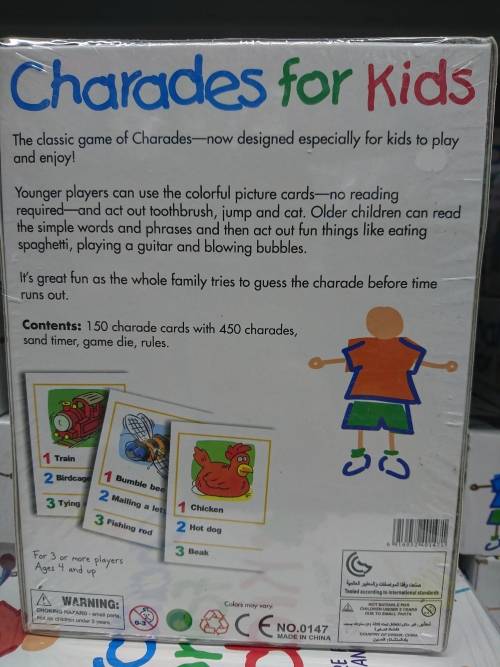 Charades for Kids
The classic game of Charades—now designed especially for kids to play
and enjoy!
Younger players can use the colorful picture cards—no reading
required—and act out toothbrush, jump and cat. Older children can read
the simple words and phrases and then act out fun things like eating
spaghetti, playing a guitar and blowing bubbles.
It's great fun as the whole family tries to guess the charade before time
runs out.
Contents: 150 charade cards with 450 charades,
sand timer, game die, rules.
1 Train
2 Birdcag
3 Tying
1 Bumble bee
2 Mailing a let
3 Fishing rod
1 Chicken
2 Hot dog
3 Beak
For 3 or more players
Ages 4 and up
WARNING:
CHOKING HAZARD - small parts.
Not for children under 3 years.
0-3
Colors may vary.
CE NO.0147
MADE IN CHINA
Tested according to international standards
NOT SUITABLE FOR
CHILDREN UNDER 3 YEARS
DUE TO SMALL PARTS
COUNTRY OF ORIGIN: CHINA